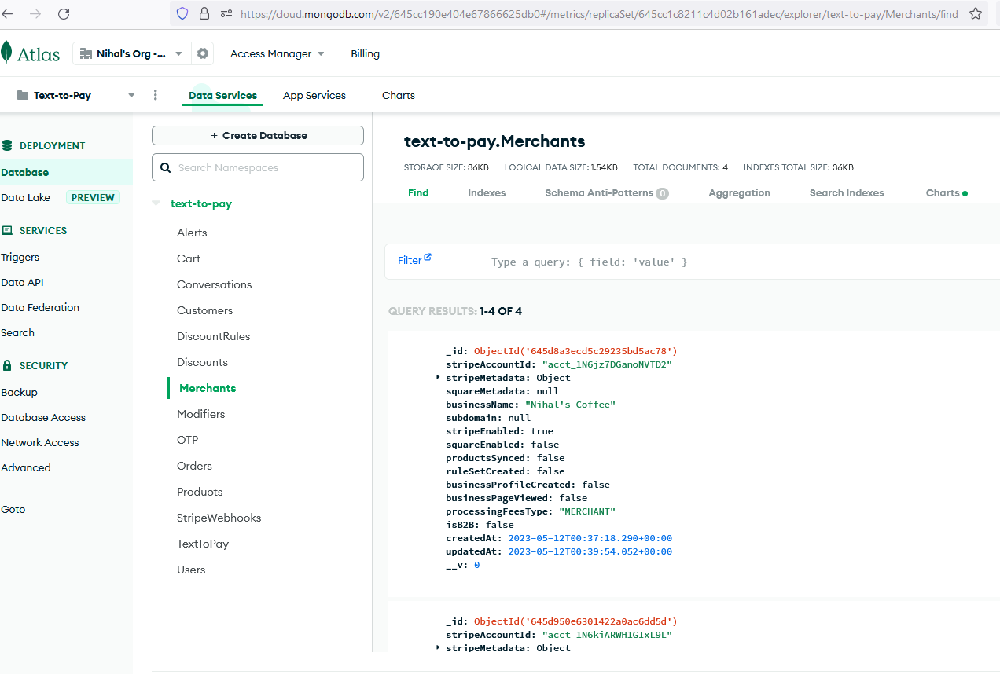 https://cloud.mongodb.com/v2/645cc190e404e67866625db0#/metrics/replicaSet/645cc1c8211c4d02b161adec/explorer/text-to-pay/Merchants/find
Atlas
Nihal's Org -...
Access Manager
Billing
Text-to-Pay
Data Services
App Services
Charts
DEPLOYMENT
Database
Data Lake PREVIEW
SERVICES
Triggers
Data API
Data Federation
Search
SECURITY
Backup
Database Access
Network Access
Advanced
Goto
+ Create Database
Search Namespaces
text-to-pay
Alerts
Cart
Conversations
Customers
DiscountRules
Discounts
Merchants
Modifiers
OTP
Orders
Products
StripeWebhooks
TextToPay
Users
text-to-pay.Merchants
STORAGE SIZE: 36KB LOGICAL DATA SIZE: 1.54KB TOTAL DOCUMENTS: 4 INDEXES TOTAL SIZE: 36KB
Find Indexes Schema Anti-Patterns 0 Aggregation Search Indexes Charts
Filter Type a query: { field: 'value' }
QUERY RESULTS: 1-4 OF 4
_id: ObjectId('645d8a3ecd5c29235bd5ac78')
stripeAccountId: "acct_1N6jz7DGanoNVTD2"
stripeMetadata: Object
squareMetadata: null
businessName: "Nihal's Coffee"
subdomain: null
stripeEnabled: true
squareEnabled: false
productsSynced: false
ruleSetCreated: false
businessProfileCreated: false
businessPageViewed: false
processingFeesType: "MERCHANT"
isB2B: false
createdAt: 2023-05-12T00:37:18.290+00:00
updatedAt: 2023-05-12T00:39:54.052+00:00
__v: 0
_id: ObjectId('645d950e6301422a0ac6dd5d')
stripeAccountId: "acct_1N6kiARWH1GIxL9L"
stripeMetadata: Object